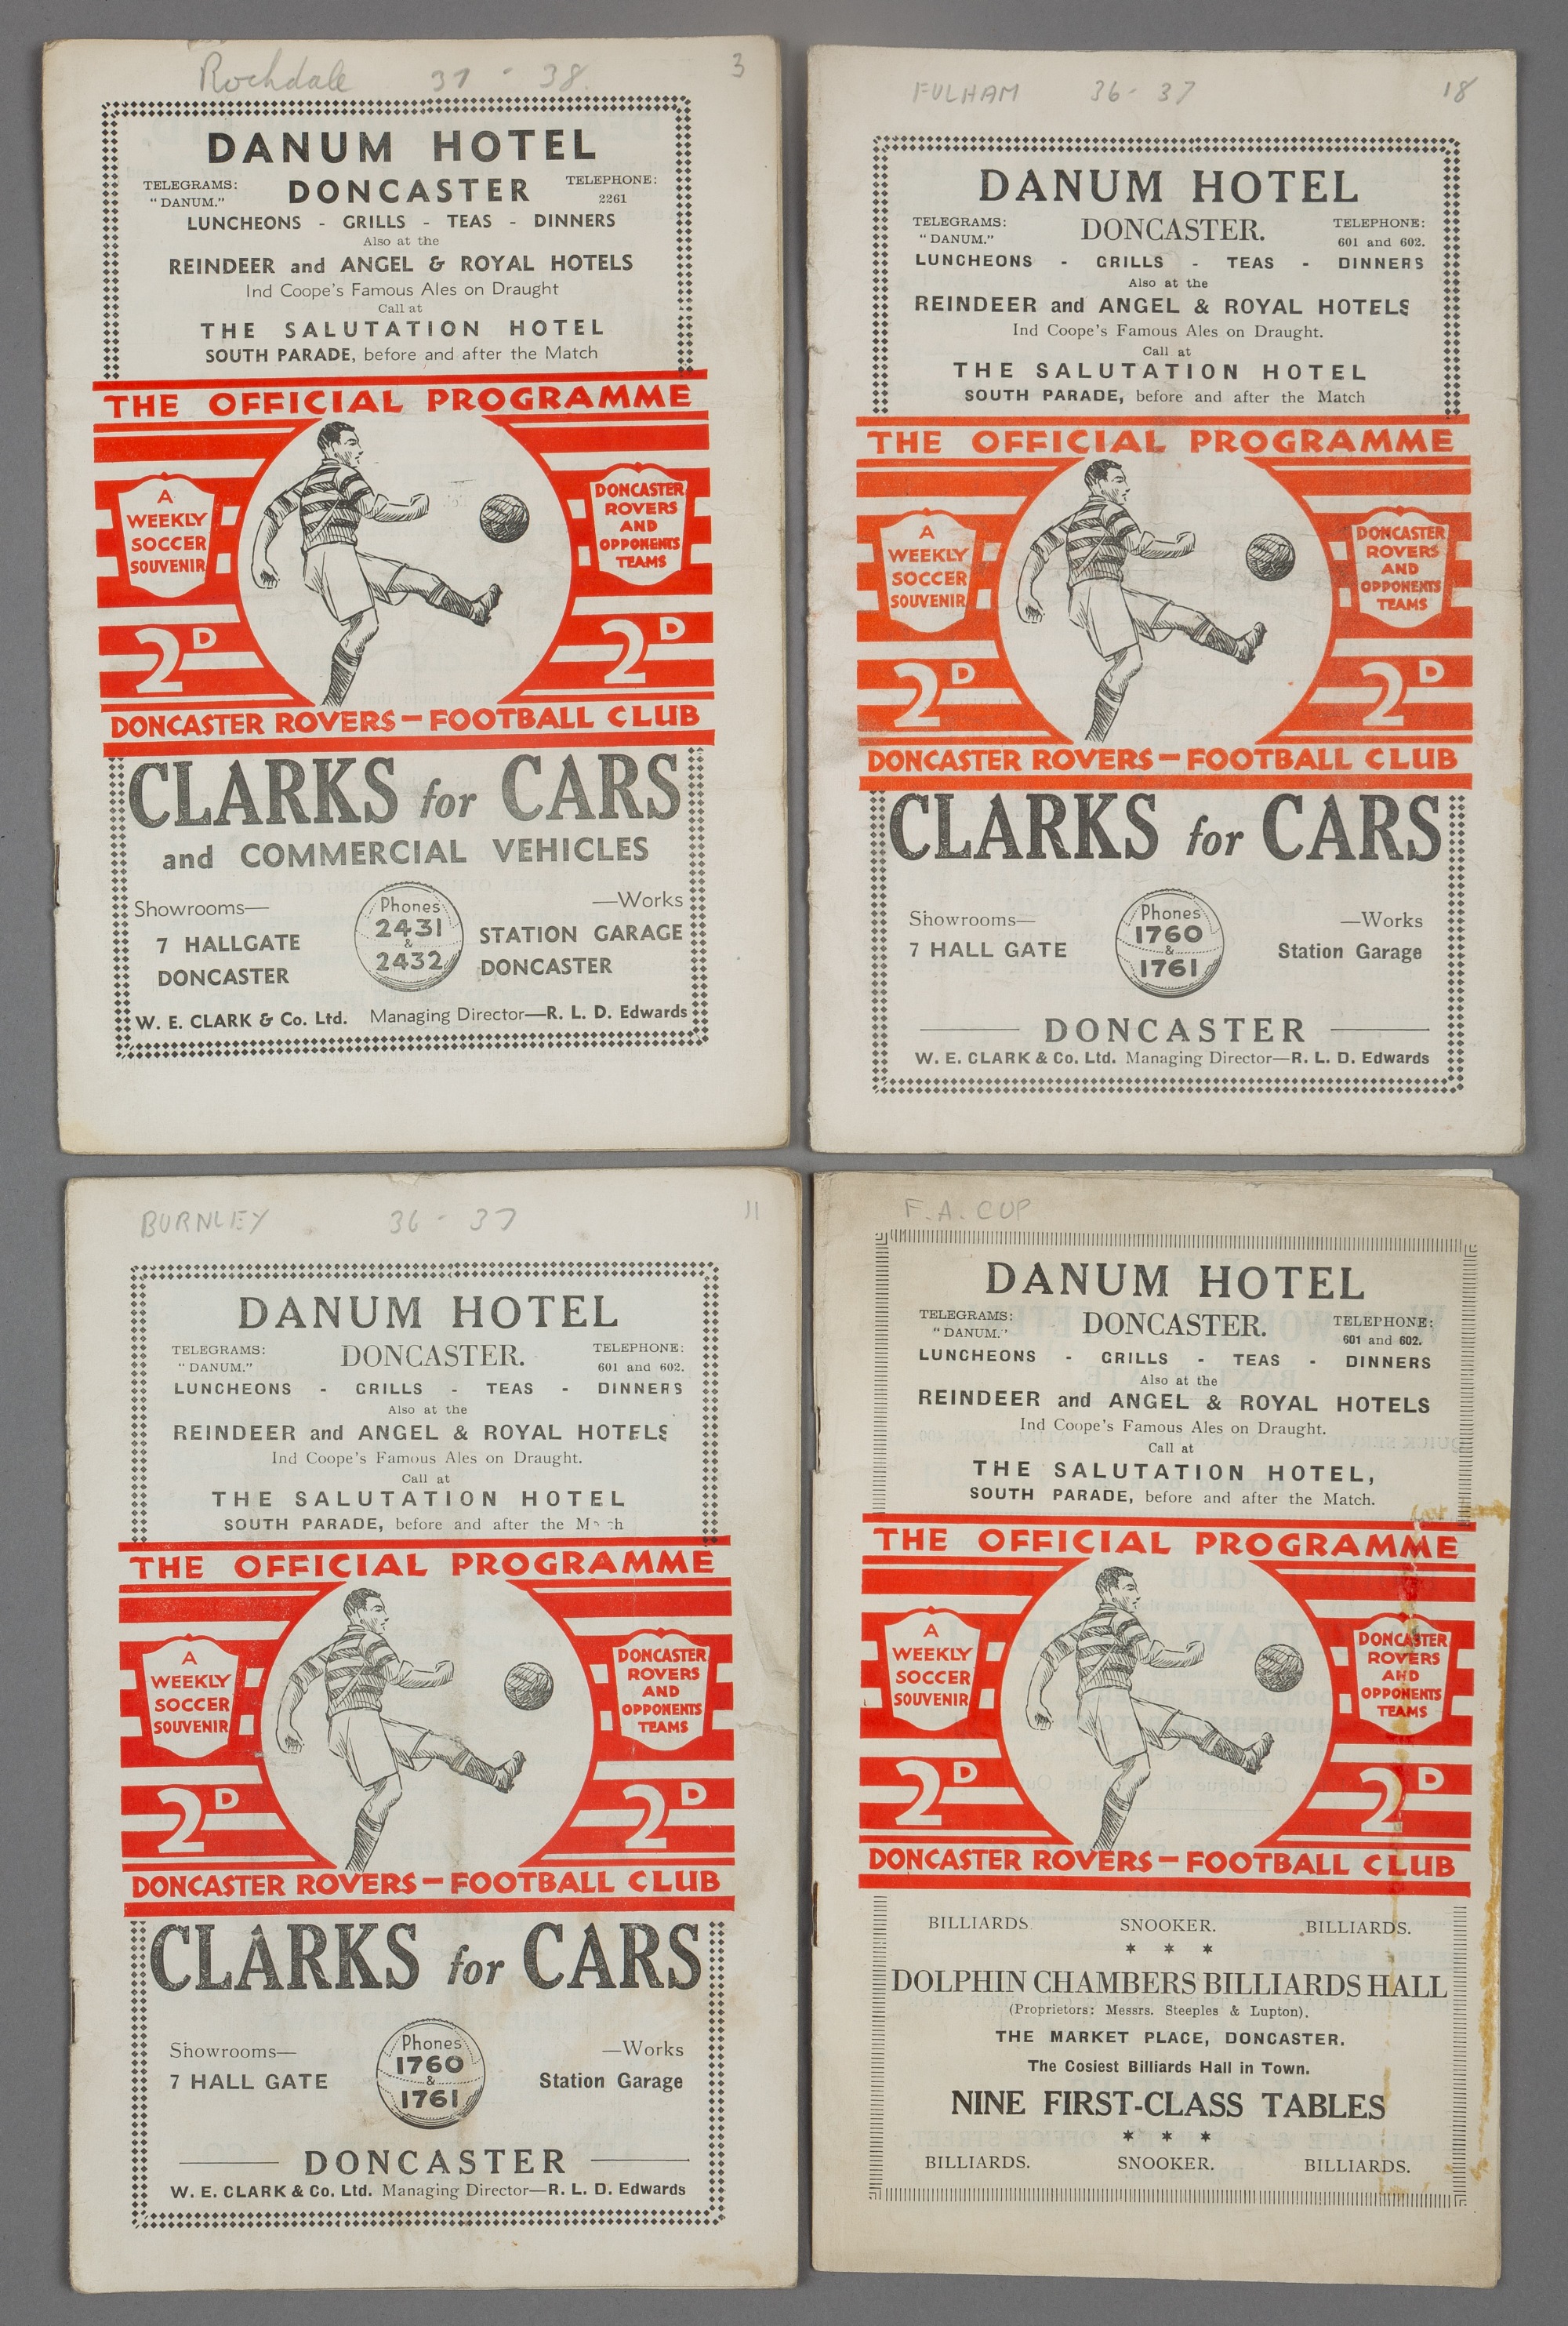 Rochdale 37 - 38 3
DANUM HOTEL
TELEGRAMS: "DANUM."
DONCASTER
TELEPHONE: 2261
LUNCHEONS - GRILLS - TEAS - DINNERS
Also at the
REINDEER and ANGEL & ROYAL HOTELS
Ind Coope's Famous Ales on Draught
Call at
THE SALUTATION HOTEL
SOUTH PARADE, before and after the Match
THE OFFICIAL PROGRAMME
A
WEEKLY
SOCCER
SOUVENIR
DONCASTER
ROVERS
AND
OPPONENTS
TEAMS
2D 2D
DONCASTER ROVERS - FOOTBALL CLUB
CLARKS for CARS
and COMMERCIAL VEHICLES
Showrooms—
7 HALLGATE
DONCASTER
Phones
2431
&
2432
—Works
STATION GARAGE
DONCASTER
W. E. CLARK & Co. Ltd. Managing Director—R. L. D. Edwards
FULHAM 36 - 37 18
DANUM HOTEL
TELEGRAMS: "DANUM."
DONCASTER.
TELEPHONE: 601 and 602.
LUNCHEONS - GRILLS - TEAS - DINNERS
Also at the
REINDEER and ANGEL & ROYAL HOTELS
Ind Coope's Famous Ales on Draught.
Call at
THE SALUTATION HOTEL
SOUTH PARADE, before and after the Match
THE OFFICIAL PROGRAMME
A
WEEKLY
SOCCER
SOUVENIR
DONCASTER
ROVERS
AND
OPPONENTS
TEAMS
2D 2D
DONCASTER ROVERS - FOOTBALL CLUB
CLARKS for CARS
Showrooms—
7 HALL GATE
Phones
1760
&
1761
—Works
Station Garage
DONCASTER
W. E. CLARK & Co. Ltd. Managing Director—R. L. D. Edwards
BURNLEY 36 - 37 11
DANUM HOTEL
TELEGRAMS: "DANUM."
DONCASTER.
TELEPHONE: 601 and 602.
LUNCHEONS - GRILLS - TEAS - DINNERS
Also at the
REINDEER and ANGEL & ROYAL HOTELS
Ind Coope's Famous Ales on Draught.
Call at
THE SALUTATION HOTEL
SOUTH PARADE, before and after the
THE OFFICIAL PROGRAMME
A
WEEKLY
SOCCER
SOUVENIR
DONCASTER
ROVERS
AND
OPPONENTS
TEAMS
2D 2D
DONCASTER ROVERS - FOOTBALL CLUB
CLARKS for CARS
Showrooms—
7 HALL GATE
Phones
1760
&
1761
—Works
Station Garage
DONCASTER
W. E. CLARK & Co. Ltd. Managing Director—R. L. D. Edwards
F.A. CUP
DANUM HOTEL
TELEGRAMS: "DANUM."
DONCASTER.
TELEPHONE: 601 and 602.
LUNCHEONS - GRILLS - TEAS - DINNERS
Also at the
REINDEER and ANGEL & ROYAL HOTELS
Ind Coope's Famous Ales on Draught.
Call at
THE SALUTATION HOTEL,
SOUTH PARADE, before and after the Match.
THE OFFICIAL PROGRAMME
A
WEEKLY
SOCCER
SOUVENIR
DONCASTER
ROVERS
AND
OPPONENTS
TEAMS
2D 2D
DONCASTER ROVERS - FOOTBALL CLUB
BILLIARDS. SNOOKER. BILLIARDS.
* * *
DOLPHIN CHAMBERS BILLIARDS HALL
(Proprietors: Messrs. Steeples & Lupton).
THE MARKET PLACE, DONCASTER.
The Cosiest Billiards Hall in Town.
NINE FIRST-CLASS TABLES
* * *
BILLIARDS. SNOOKER. BILLIARDS.